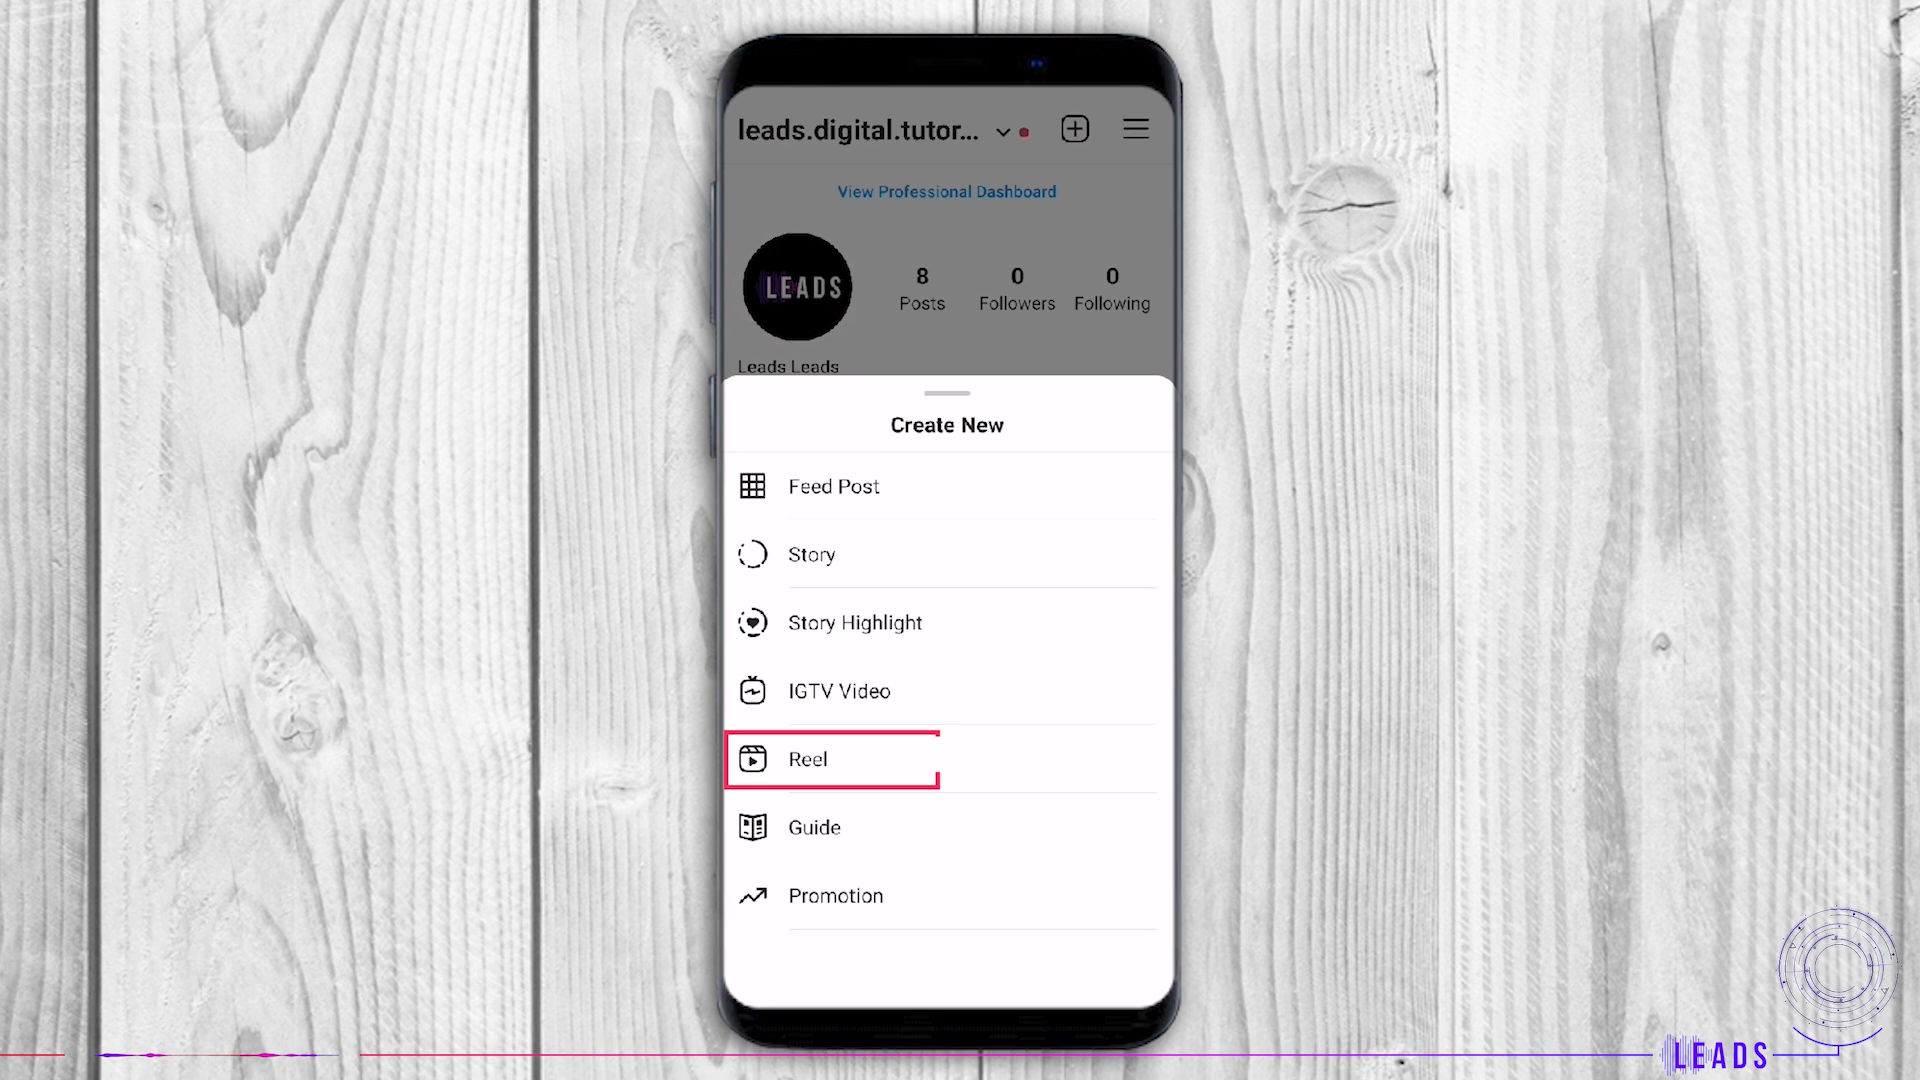 leads.digital.tutor...
View Professional Dashboard
LEADS
8 0 0
Posts Followers Following
Leads Leads
Create New
Feed Post
Story
Story Highlight
IGTV Video
Reel
Guide
Promotion
LEADS